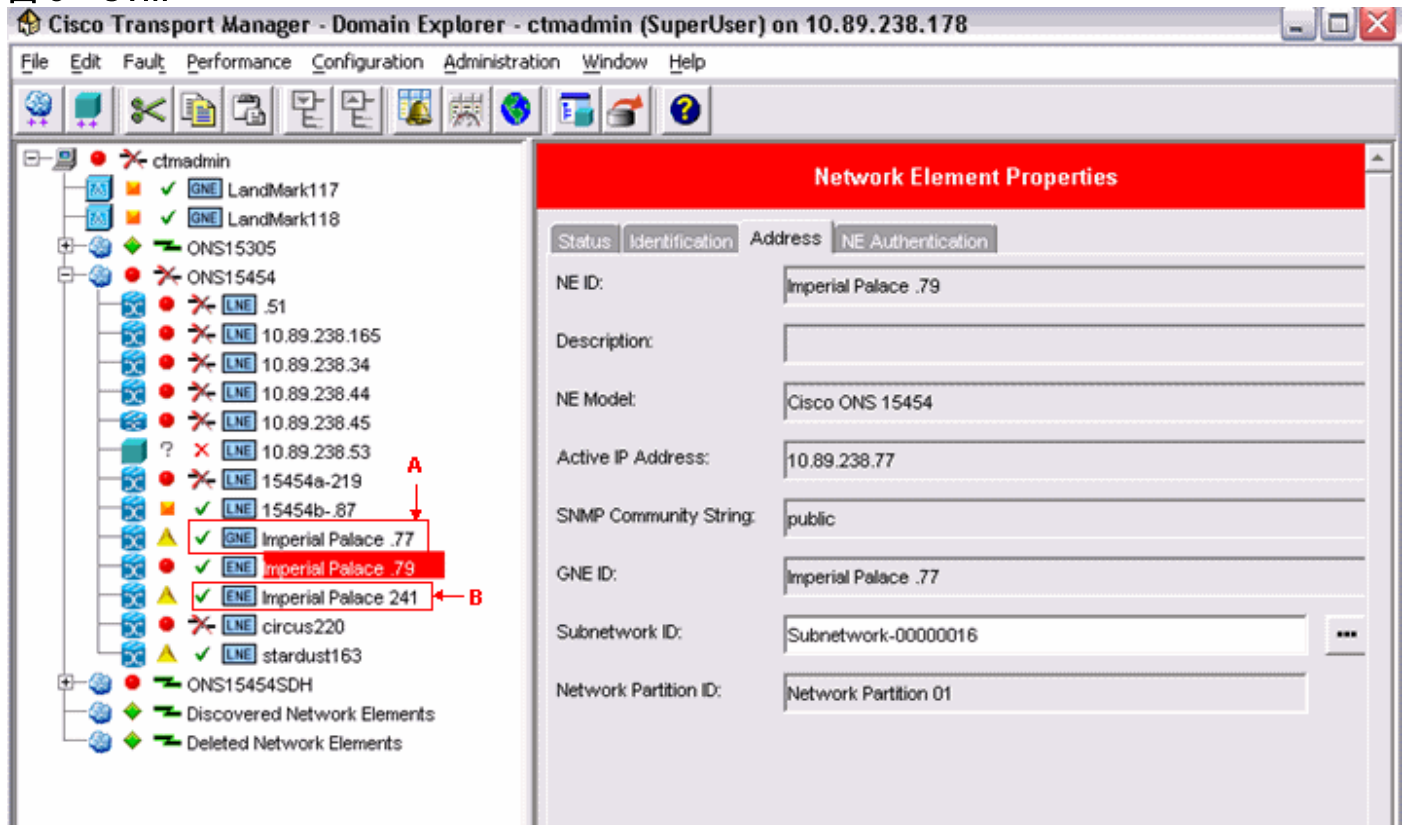 Cisco Transport Manager - Domain Explorer - ctmadmin (SuperUser) on 10.89.238.178
File Edit Fault Performance Configuration Administration Window Help
ctmadmin
GNE LandMark117
GNE LandMark118
ONS15305
ONS15454
LNE .51
LNE 10.89.238.165
LNE 10.89.238.34
LNE 10.89.238.44
LNE 10.89.238.45
? LNE 10.89.238.53
A
LNE 15454a-219
LNE 15454b-.87
GNE Imperial Palace .77
ENE Imperial Palace .79
ENE Imperial Palace 241
B
LNE circus220
LNE stardust163
ONS15454SDH
Discovered Network Elements
Deleted Network Elements
Network Element Properties
Status Identification Address NE Authentication
NE ID: Imperial Palace .79
Description:
NE Model: Cisco ONS 15454
Active IP Address: 10.89.238.77
SNMP Community String: public
GNE ID: Imperial Palace .77
Subnetwork ID: Subnetwork-00000016 ...
Network Partition ID: Network Partition 01